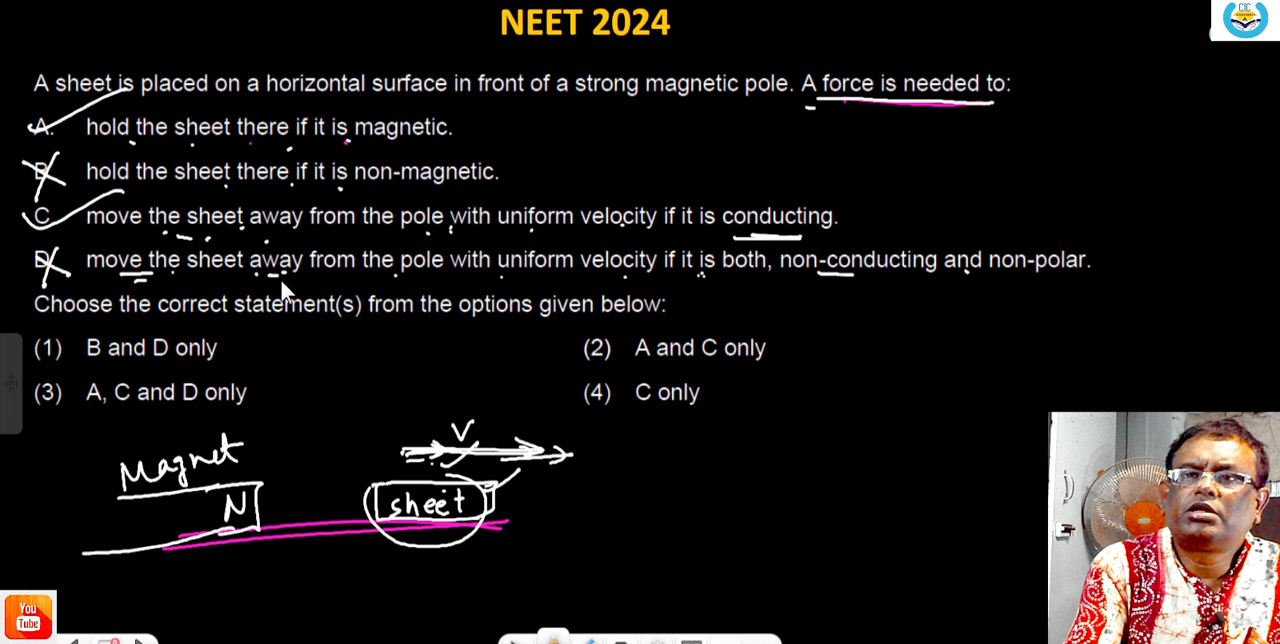 NEET 2024
CIC
A sheet is placed on a horizontal surface in front of a strong magnetic pole. A force is needed to:
A. hold the sheet there if it is magnetic.
B. hold the sheet there if it is non-magnetic.
C. move the sheet away from the pole with uniform velocity if it is conducting.
D. move the sheet away from the pole with uniform velocity if it is both, non-conducting and non-polar.
Choose the correct statement(s) from the options given below:
(1) B and D only
(2) A and C only
(3) A, C and D only
(4) C only
V
Magnet
N
sheet
You
Tube